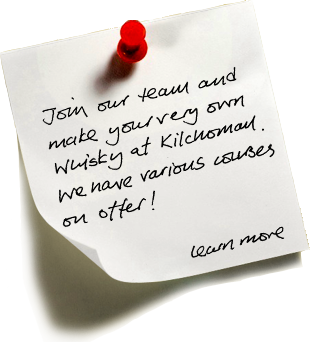 Join our team and
make your very own
Whisky at Kilchoman.
We have various courses
on offer!
learn more